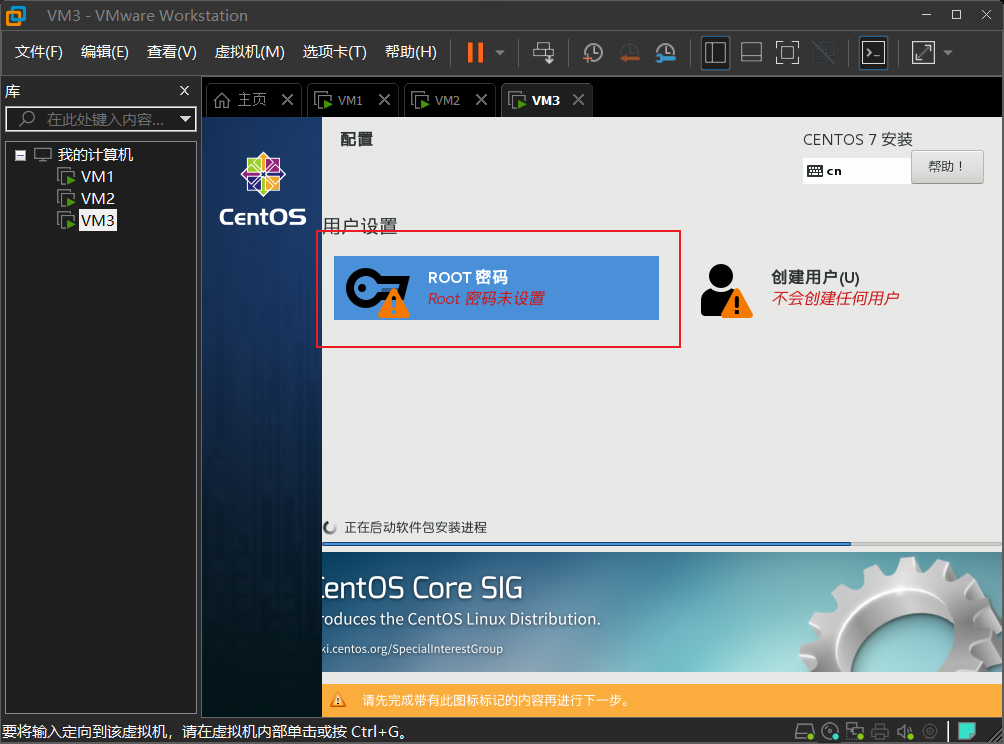 VM3 - VMware Workstation
文件(F) 编辑(E) 查看(V) 虚拟机(M) 选项卡(T) 帮助(H)
库
在此处键入内容...
我的计算机
VM1
VM2
VM3
主页 VM1 VM2 VM3
CentOS
配置
CENTOS 7 安装
cn
帮助！
用户设置
ROOT 密码
Root 密码未设置
创建用户(U)
不会创建任何用户
正在启动软件包安装进程
CentOS Core SIG
roduces the CentOS Linux Distribution.
ki.centos.org/SpecialInterestGroup
请先完成带有此图标标记的内容再进行下一步。
要将输入定向到该虚拟机，请在虚拟机内部单击或按 Ctrl+G。